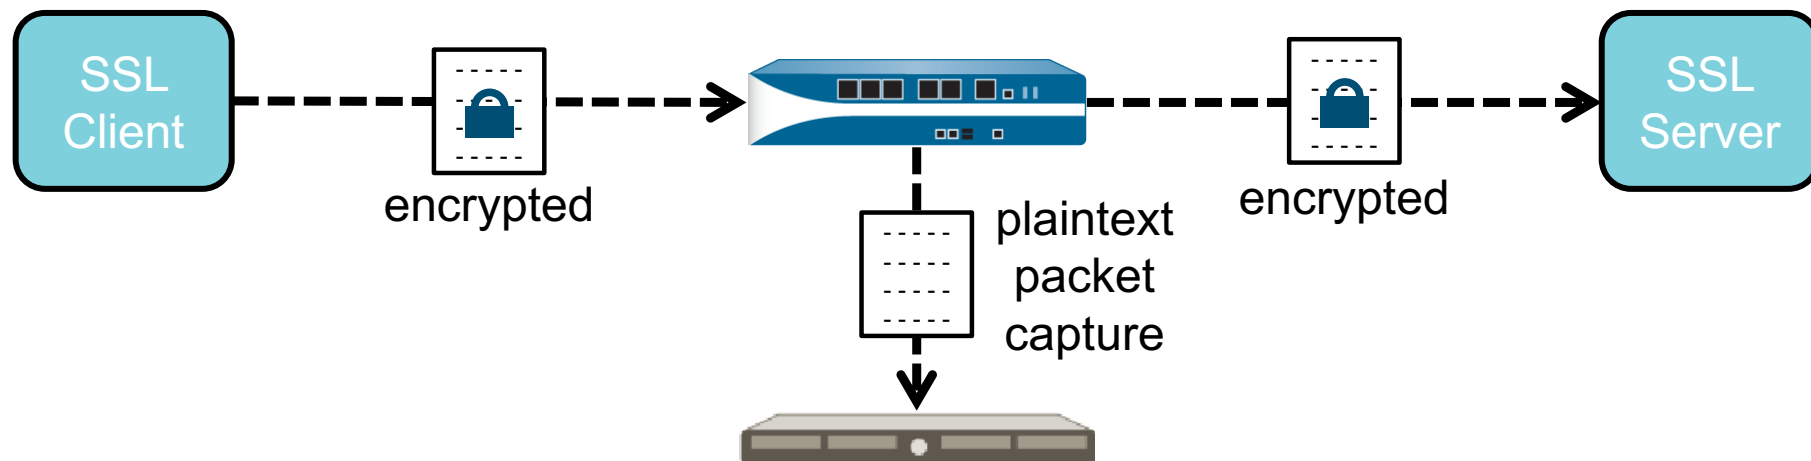 SSL
Client
encrypted
plaintext
packet
capture
encrypted
SSL
Server